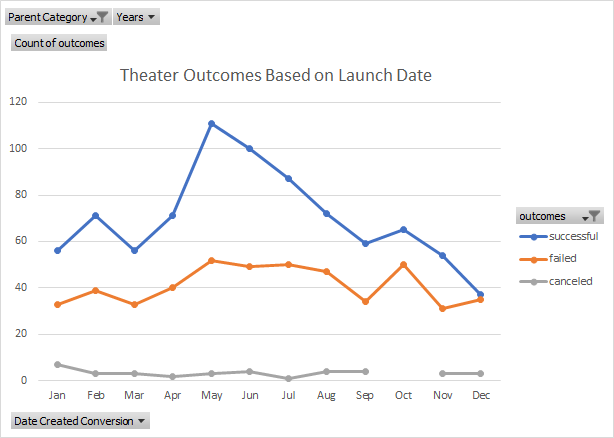 Parent Category Years
Count of outcomes
Theater Outcomes Based on Launch Date
120
100
80
60
40
20
0
Jan Feb Mar Apr May Jun Jul Aug Sep Oct Nov Dec
outcomes
successful
failed
canceled
Date Created Conversion